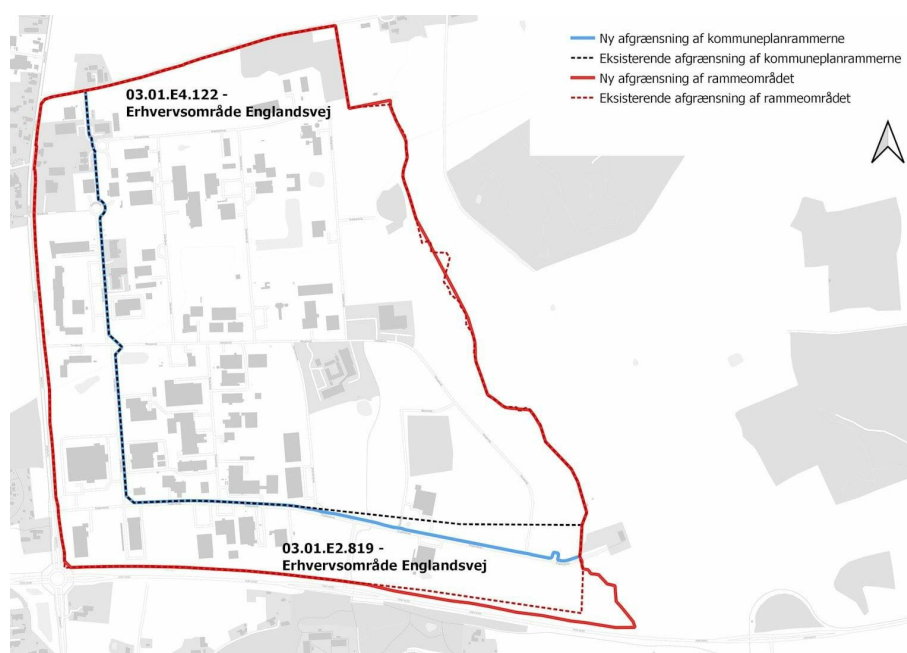 Ny afgrænsning af kommuneplanrammerne
Eksisterende afgrænsning af kommuneplanrammerne
Ny afgrænsning af rammeområdet
Eksisterende afgrænsning af rammeområdet
03.01.E4.122 -
Erhvervsområde Englandsvej
03.01.E2.819 -
Erhvervsområde Englandsvej